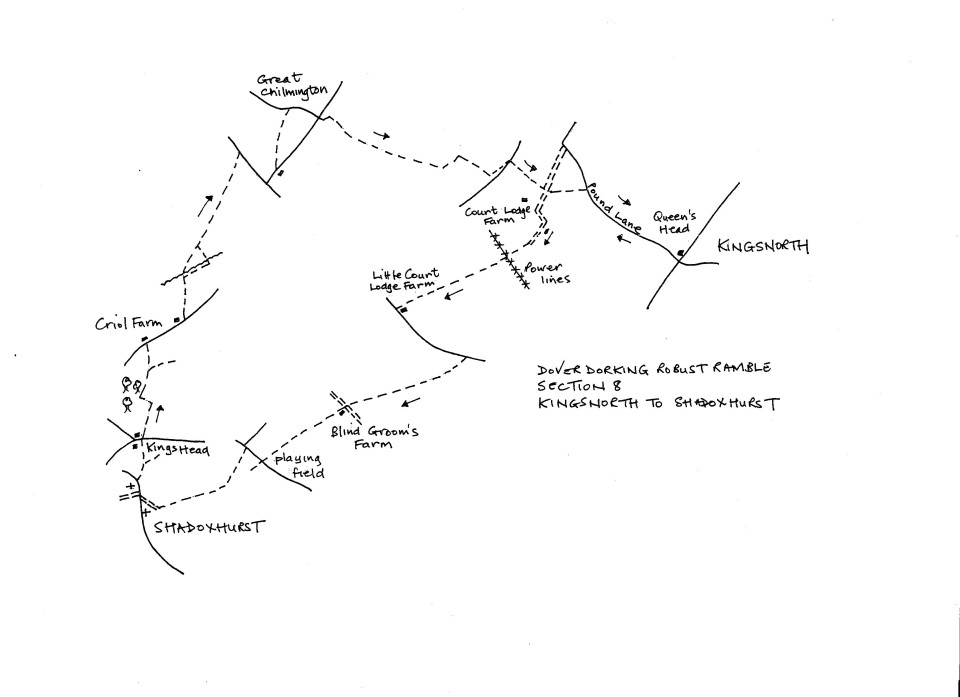 Great
Chilmington
Pound Lane
Queen's
Head
KINGSNORTH
Court Lodge
Farm
Power
lines
Little Court
Lodge Farm
Criol Farm
DOVER DORKING ROBUST RAMBLE
SECTION 8
KINGSNORTH TO SHADOXHURST
Blind Groom's
Farm
Kings Head
playing
field
SHADOXHURST